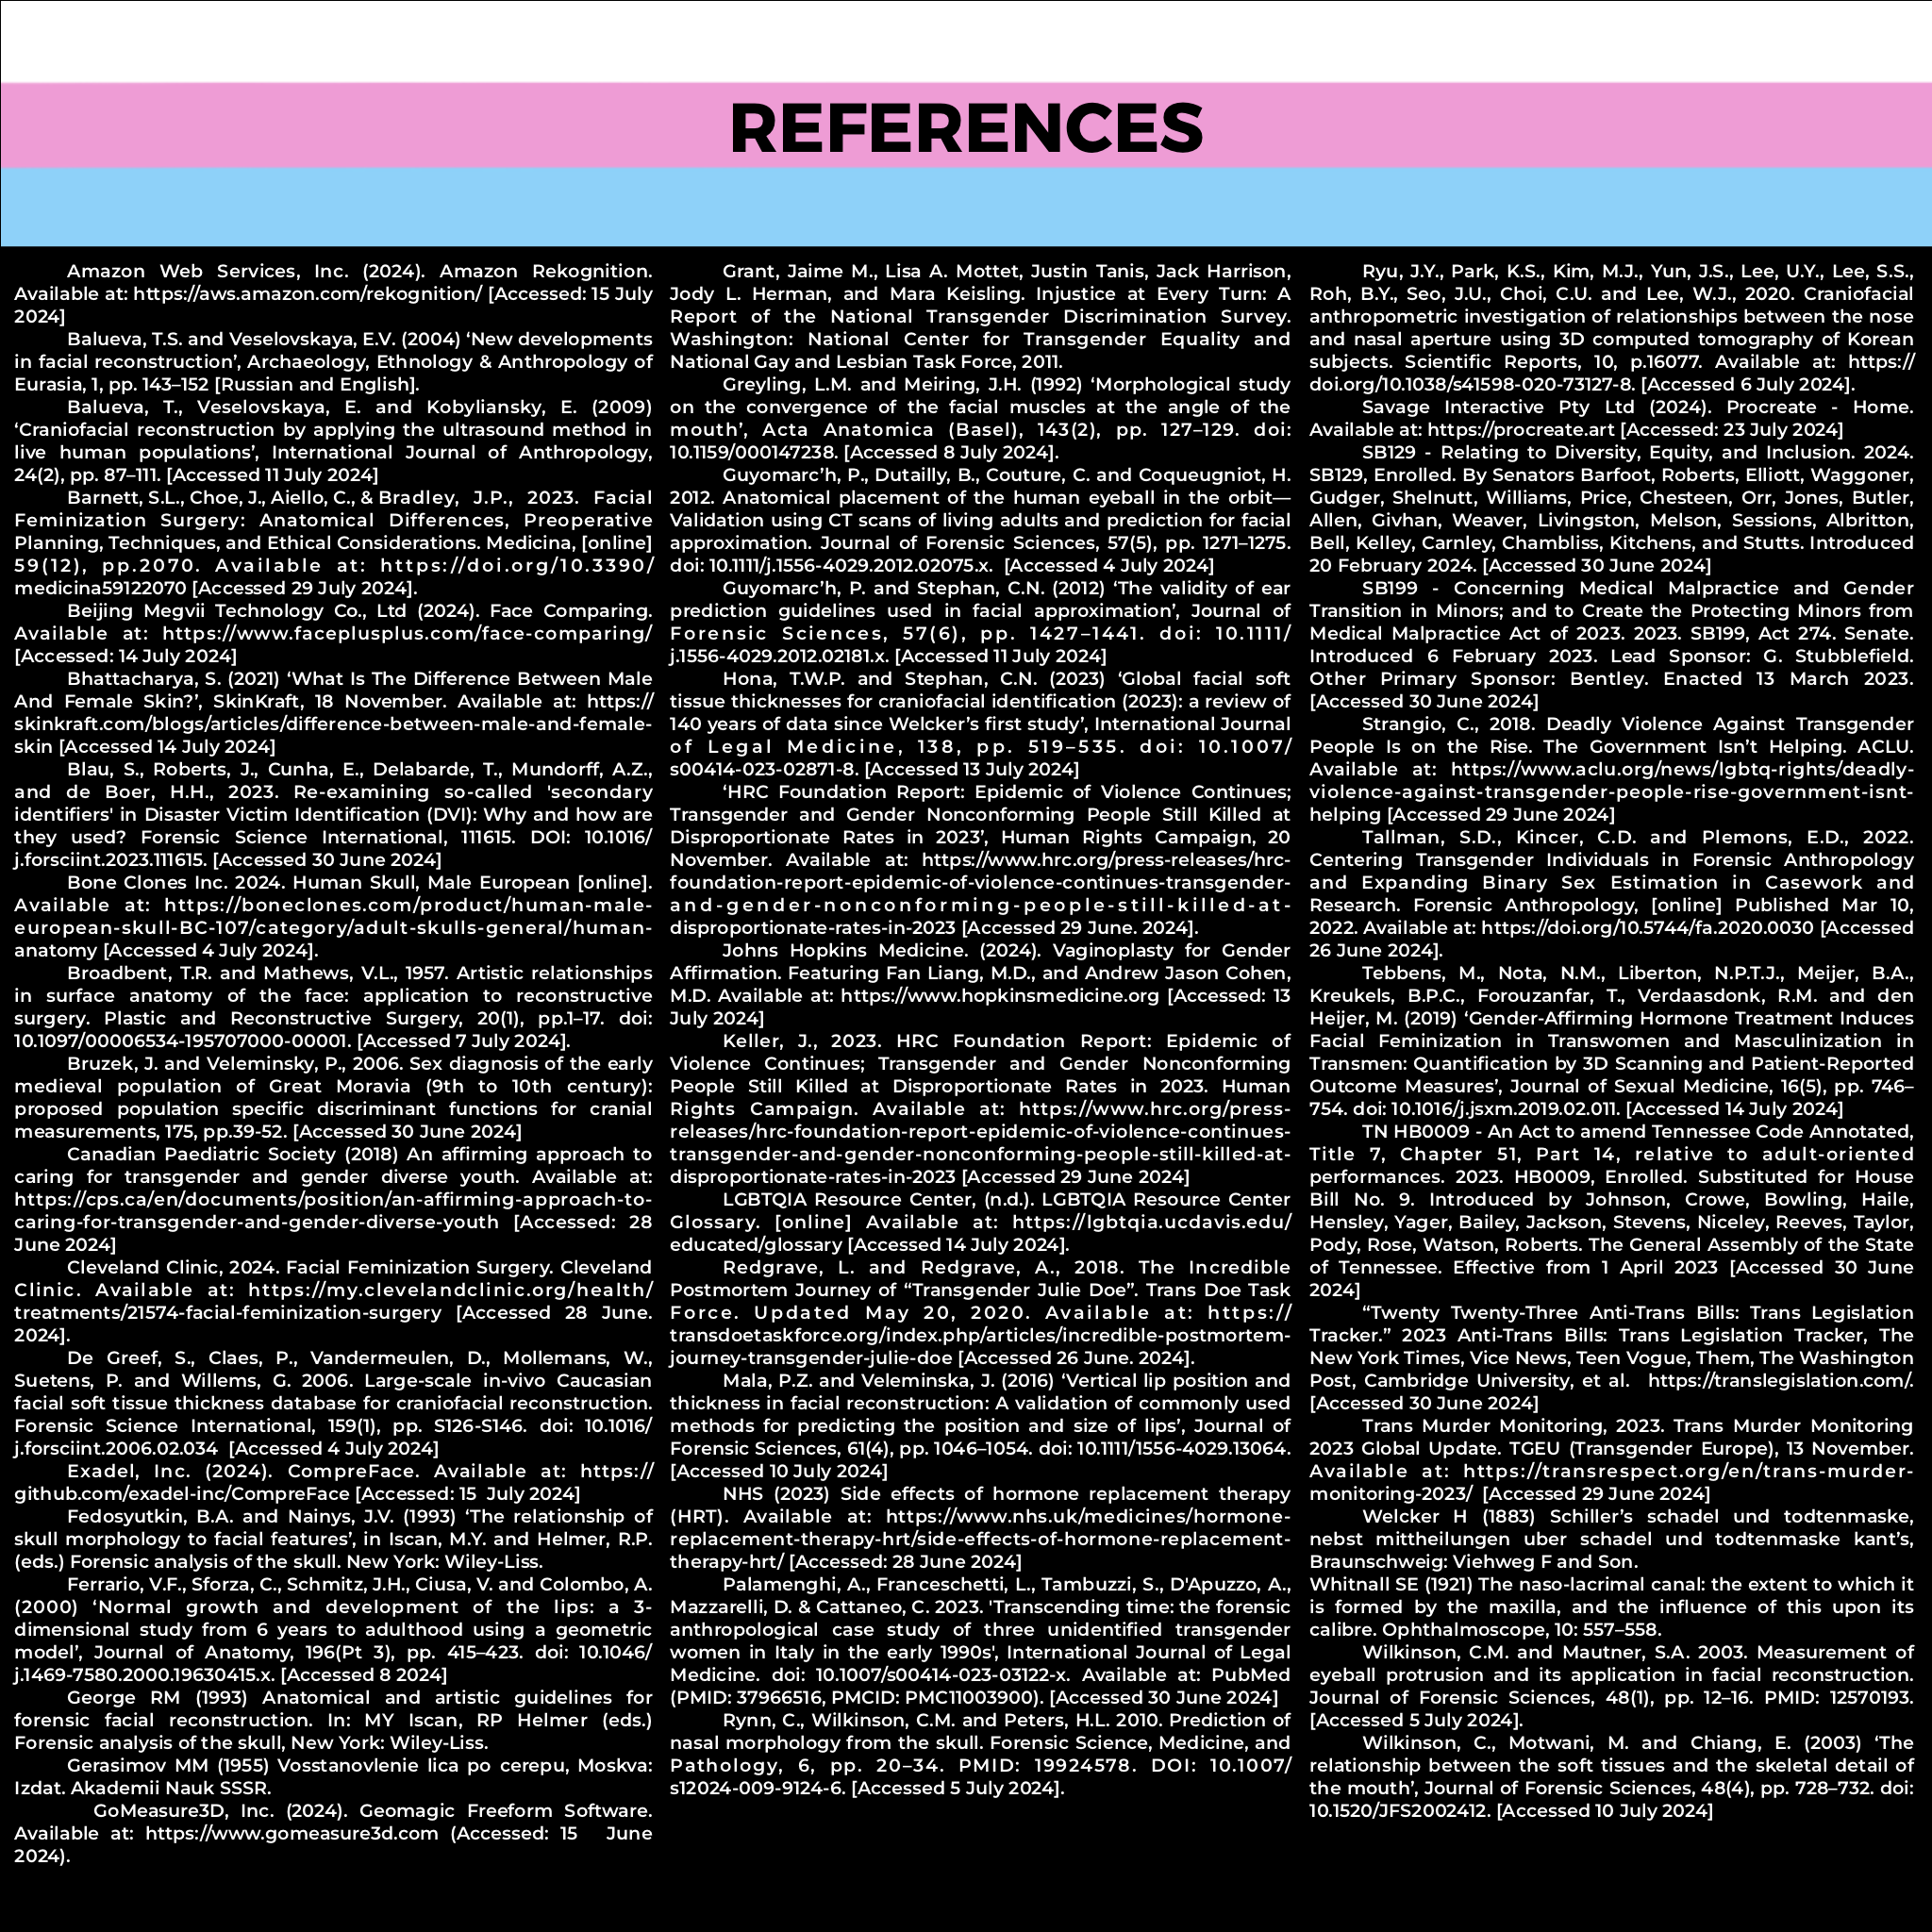 REFERENCES
Amazon Web Services, Inc. (2024). Amazon Rekognition.
Available at: https://aws.amazon.com/rekognition/ [Accessed: 15 July
2024]
Balueva, T.S. and Veselovskaya, E.V. (2004) ‘New developments
in facial reconstruction’, Archaeology, Ethnology & Anthropology of
Eurasia, 1, pp. 143–152 [Russian and English].
Balueva, T., Veselovskaya, E. and Kobyliansky, E. (2009)
‘Craniofacial reconstruction by applying the ultrasound method in
live human populations’, International Journal of Anthropology,
24(2), pp. 87–111. [Accessed 11 July 2024]
Barnett, S.L., Choe, J., Aiello, C., & Bradley, J.P., 2023. Facial
Feminization Surgery: Anatomical Differences, Preoperative
Planning, Techniques, and Ethical Considerations. Medicina, [online]
59(12), pp.2070. Available at: https://doi.org/10.3390/
medicina59122070 [Accessed 29 July 2024].
Beijing Megvii Technology Co., Ltd (2024). Face Comparing.
Available at: https://www.faceplusplus.com/face-comparing/
[Accessed: 14 July 2024]
Bhattacharya, S. (2021) ‘What Is The Difference Between Male
And Female Skin?’, SkinKraft, 18 November. Available at: https://
skinkraft.com/blogs/articles/difference-between-male-and-female-
skin [Accessed 14 July 2024]
Blau, S., Roberts, J., Cunha, E., Delabarde, T., Mundorff, A.Z.,
and de Boer, H.H., 2023. Re-examining so-called 'secondary
identifiers' in Disaster Victim Identification (DVI): Why and how are
they used? Forensic Science International, 111615. DOI: 10.1016/
j.forsciint.2023.111615. [Accessed 30 June 2024]
Bone Clones Inc. 2024. Human Skull, Male European [online].
Available at: https://boneclones.com/product/human-male-
european-skull-BC-107/category/adult-skulls-general/human-
anatomy [Accessed 4 July 2024].
Broadbent, T.R. and Mathews, V.L., 1957. Artistic relationships
in surface anatomy of the face: application to reconstructive
surgery. Plastic and Reconstructive Surgery, 20(1), pp.1–17. doi:
10.1097/00006534-195707000-00001. [Accessed 7 July 2024].
Bruzek, J. and Veleminsky, P., 2006. Sex diagnosis of the early
medieval population of Great Moravia (9th to 10th century):
proposed population specific discriminant functions for cranial
measurements, 175, pp.39-52. [Accessed 30 June 2024]
Canadian Paediatric Society (2018) An affirming approach to
caring for transgender and gender diverse youth. Available at:
https://cps.ca/en/documents/position/an-affirming-approach-to-
caring-for-transgender-and-gender-diverse-youth [Accessed: 28
June 2024]
Cleveland Clinic, 2024. Facial Feminization Surgery. Cleveland
Clinic. Available at: https://my.clevelandclinic.org/health/
treatments/21574-facial-feminization-surgery [Accessed 28 June.
2024].
De Greef, S., Claes, P., Vandermeulen, D., Mollemans, W.,
Suetens, P. and Willems, G. 2006. Large-scale in-vivo Caucasian
facial soft tissue thickness database for craniofacial reconstruction.
Forensic Science International, 159(1), pp. S126-S146. doi: 10.1016/
j.forsciint.2006.02.034 [Accessed 4 July 2024]
Exadel, Inc. (2024). CompreFace. Available at: https://
github.com/exadel-inc/CompreFace [Accessed: 15 July 2024]
Fedosyutkin, B.A. and Nainys, J.V. (1993) ‘The relationship of
skull morphology to facial features’, in Iscan, M.Y. and Helmer, R.P.
(eds.) Forensic analysis of the skull. New York: Wiley-Liss.
Ferrario, V.F., Sforza, C., Schmitz, J.H., Ciusa, V. and Colombo, A.
(2000) ‘Normal growth and development of the lips: a 3-
dimensional study from 6 years to adulthood using a geometric
model’, Journal of Anatomy, 196(Pt 3), pp. 415–423. doi: 10.1046/
j.1469-7580.2000.19630415.x. [Accessed 8 2024]
George RM (1993) Anatomical and artistic guidelines for
forensic facial reconstruction. In: MY Iscan, RP Helmer (eds.)
Forensic analysis of the skull, New York: Wiley-Liss.
Gerasimov MM (1955) Vosstanovlenie lica po cerepu, Moskva:
Izdat. Akademii Nauk SSSR.
GoMeasure3D, Inc. (2024). Geomagic Freeform Software.
Available at: https://www.gomeasure3d.com (Accessed: 15 June
2024).
Grant, Jaime M., Lisa A. Mottet, Justin Tanis, Jack Harrison,
Jody L. Herman, and Mara Keisling. Injustice at Every Turn: A
Report of the National Transgender Discrimination Survey.
Washington: National Center for Transgender Equality and
National Gay and Lesbian Task Force, 2011.
Greyling, L.M. and Meiring, J.H. (1992) ‘Morphological study
on the convergence of the facial muscles at the angle of the
mouth’, Acta Anatomica (Basel), 143(2), pp. 127–129. doi:
10.1159/000147238. [Accessed 8 July 2024].
Guyomarc’h, P., Dutailly, B., Couture, C. and Coqueugniot, H.
2012. Anatomical placement of the human eyeball in the orbit—
Validation using CT scans of living adults and prediction for facial
approximation. Journal of Forensic Sciences, 57(5), pp. 1271–1275.
doi: 10.1111/j.1556-4029.2012.02075.x. [Accessed 4 July 2024]
Guyomarc’h, P. and Stephan, C.N. (2012) ‘The validity of ear
prediction guidelines used in facial approximation’, Journal of
Forensic Sciences, 57(6), pp. 1427–1441. doi: 10.1111/
j.1556-4029.2012.02181.x. [Accessed 11 July 2024]
Hona, T.W.P. and Stephan, C.N. (2023) ‘Global facial soft
tissue thicknesses for craniofacial identification (2023): a review of
140 years of data since Welcker’s first study’, International Journal
of Legal Medicine, 138, pp. 519–535. doi: 10.1007/
s00414-023-02871-8. [Accessed 13 July 2024]
‘HRC Foundation Report: Epidemic of Violence Continues;
Transgender and Gender Nonconforming People Still Killed at
Disproportionate Rates in 2023’, Human Rights Campaign, 20
November. Available at: https://www.hrc.org/press-releases/hrc-
foundation-report-epidemic-of-violence-continues-transgender-
and-gender-nonconforming-people-still-killed-at-
disproportionate-rates-in-2023 [Accessed 29 June. 2024].
Johns Hopkins Medicine. (2024). Vaginoplasty for Gender
Affirmation. Featuring Fan Liang, M.D., and Andrew Jason Cohen,
M.D. Available at: https://www.hopkinsmedicine.org [Accessed: 13
July 2024]
Keller, J., 2023. HRC Foundation Report: Epidemic of
Violence Continues; Transgender and Gender Nonconforming
People Still Killed at Disproportionate Rates in 2023. Human
Rights Campaign. Available at: https://www.hrc.org/press-
releases/hrc-foundation-report-epidemic-of-violence-continues-
transgender-and-gender-nonconforming-people-still-killed-at-
disproportionate-rates-in-2023 [Accessed 29 June 2024]
LGBTQIA Resource Center, (n.d.). LGBTQIA Resource Center
Glossary. [online] Available at: https://lgbtqia.ucdavis.edu/
educated/glossary [Accessed 14 July 2024].
Redgrave, L. and Redgrave, A., 2018. The Incredible
Postmortem Journey of “Transgender Julie Doe”. Trans Doe Task
Force. Updated May 20, 2020. Available at: https://
transdoetaskforce.org/index.php/articles/incredible-postmortem-
journey-transgender-julie-doe [Accessed 26 June. 2024].
Mala, P.Z. and Veleminska, J. (2016) ‘Vertical lip position and
thickness in facial reconstruction: A validation of commonly used
methods for predicting the position and size of lips’, Journal of
Forensic Sciences, 61(4), pp. 1046–1054. doi: 10.1111/1556-4029.13064.
[Accessed 10 July 2024]
NHS (2023) Side effects of hormone replacement therapy
(HRT). Available at: https://www.nhs.uk/medicines/hormone-
replacement-therapy-hrt/side-effects-of-hormone-replacement-
therapy-hrt/ [Accessed: 28 June 2024]
Palamenghi, A., Franceschetti, L., Tambuzzi, S., D'Apuzzo, A.,
Mazzarelli, D. & Cattaneo, C. 2023. 'Transcending time: the forensic
anthropological case study of three unidentified transgender
women in Italy in the early 1990s', International Journal of Legal
Medicine. doi: 10.1007/s00414-023-03122-x. Available at: PubMed
(PMID: 37966516, PMCID: PMC11003900). [Accessed 30 June 2024]
Rynn, C., Wilkinson, C.M. and Peters, H.L. 2010. Prediction of
nasal morphology from the skull. Forensic Science, Medicine, and
Pathology, 6, pp. 20–34. PMID: 19924578. DOI: 10.1007/
s12024-009-9124-6. [Accessed 5 July 2024].
Ryu, J.Y., Park, K.S., Kim, M.J., Yun, J.S., Lee, U.Y., Lee, S.S.,
Roh, B.Y., Seo, J.U., Choi, C.U. and Lee, W.J., 2020. Craniofacial
anthropometric investigation of relationships between the nose
and nasal aperture using 3D computed tomography of Korean
subjects. Scientific Reports, 10, p.16077. Available at: https://
doi.org/10.1038/s41598-020-73127-8. [Accessed 6 July 2024].
Savage Interactive Pty Ltd (2024). Procreate - Home.
Available at: https://procreate.art [Accessed: 23 July 2024]
SB129 - Relating to Diversity, Equity, and Inclusion. 2024.
SB129, Enrolled. By Senators Barfoot, Roberts, Elliott, Waggoner,
Gudger, Shelnutt, Williams, Price, Chesteen, Orr, Jones, Butler,
Allen, Givhan, Weaver, Livingston, Melson, Sessions, Albritton,
Bell, Kelley, Carnley, Chambliss, Kitchens, and Stutts. Introduced
20 February 2024. [Accessed 30 June 2024]
SB199 - Concerning Medical Malpractice and Gender
Transition in Minors; and to Create the Protecting Minors from
Medical Malpractice Act of 2023. 2023. SB199, Act 274. Senate.
Introduced 6 February 2023. Lead Sponsor: G. Stubblefield.
Other Primary Sponsor: Bentley. Enacted 13 March 2023.
[Accessed 30 June 2024]
Strangio, C., 2018. Deadly Violence Against Transgender
People Is on the Rise. The Government Isn’t Helping. ACLU.
Available at: https://www.aclu.org/news/lgbtq-rights/deadly-
violence-against-transgender-people-rise-government-isnt-
helping [Accessed 29 June 2024]
Tallman, S.D., Kincer, C.D. and Plemons, E.D., 2022.
Centering Transgender Individuals in Forensic Anthropology
and Expanding Binary Sex Estimation in Casework and
Research. Forensic Anthropology, [online] Published Mar 10,
2022. Available at: https://doi.org/10.5744/fa.2020.0030 [Accessed
26 June 2024].
Tebbens, M., Nota, N.M., Liberton, N.P.T.J., Meijer, B.A.,
Kreukels, B.P.C., Forouzanfar, T., Verdaasdonk, R.M. and den
Heijer, M. (2019) ‘Gender-Affirming Hormone Treatment Induces
Facial Feminization in Transwomen and Masculinization in
Transmen: Quantification by 3D Scanning and Patient-Reported
Outcome Measures’, Journal of Sexual Medicine, 16(5), pp. 746–
754. doi: 10.1016/j.jsxm.2019.02.011. [Accessed 14 July 2024]
TN HB0009 - An Act to amend Tennessee Code Annotated,
Title 7, Chapter 51, Part 14, relative to adult-oriented
performances. 2023. HB0009, Enrolled. Substituted for House
Bill No. 9. Introduced by Johnson, Crowe, Bowling, Haile,
Hensley, Yager, Bailey, Jackson, Stevens, Niceley, Reeves, Taylor,
Pody, Rose, Watson, Roberts. The General Assembly of the State
of Tennessee. Effective from 1 April 2023 [Accessed 30 June
2024]
“Twenty Twenty-Three Anti-Trans Bills: Trans Legislation
Tracker.” 2023 Anti-Trans Bills: Trans Legislation Tracker, The
New York Times, Vice News, Teen Vogue, Them, The Washington
Post, Cambridge University, et al. https://translegislation.com/.
[Accessed 30 June 2024]
Trans Murder Monitoring, 2023. Trans Murder Monitoring
2023 Global Update. TGEU (Transgender Europe), 13 November.
Available at: https://transrespect.org/en/trans-murder-
monitoring-2023/ [Accessed 29 June 2024]
Welcker H (1883) Schiller’s schadel und todtenmaske,
nebst mittheilungen uber schadel und todtenmaske kant’s,
Braunschweig: Viehweg F and Son.
Whitnall SE (1921) The naso-lacrimal canal: the extent to which it
is formed by the maxilla, and the influence of this upon its
calibre. Ophthalmoscope, 10: 557–558.
Wilkinson, C.M. and Mautner, S.A. 2003. Measurement of
eyeball protrusion and its application in facial reconstruction.
Journal of Forensic Sciences, 48(1), pp. 12–16. PMID: 12570193.
[Accessed 5 July 2024].
Wilkinson, C., Motwani, M. and Chiang, E. (2003) ‘The
relationship between the soft tissues and the skeletal detail of
the mouth’, Journal of Forensic Sciences, 48(4), pp. 728–732. doi:
10.1520/JFS2002412. [Accessed 10 July 2024]